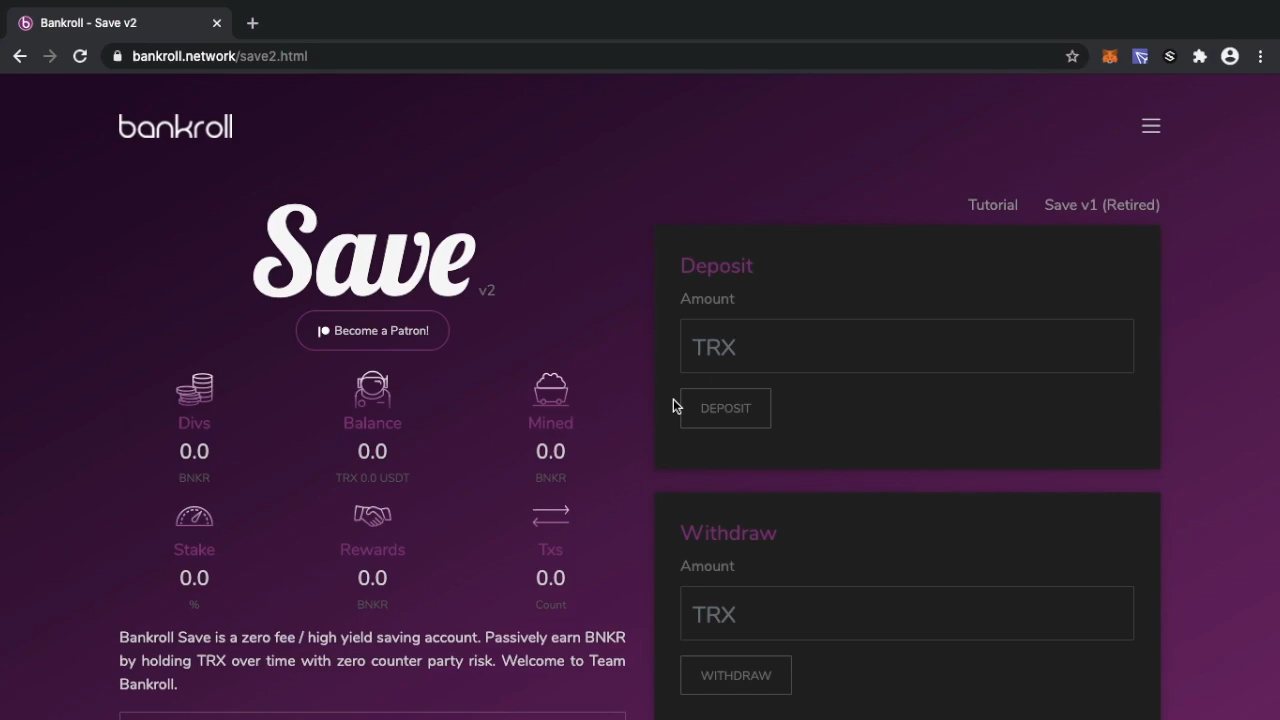 Bankroll - Save v2
bankroll.network/save2.html
bankroll
Tutorial Save v1 (Retired)
Save v2
Become a Patron!
Divs Balance Mined
0.0 0.0 0.0
BNKR TRX 0.0 USDT BNKR
Stake Rewards Txs
0.0 0.0 0.0
% BNKR Count
Bankroll Save is a zero fee / high yield saving account. Passively earn BNKR
by holding TRX over time with zero counter party risk. Welcome to Team
Bankroll.
Deposit
Amount
TRX
DEPOSIT
Withdraw
Amount
TRX
WITHDRAW